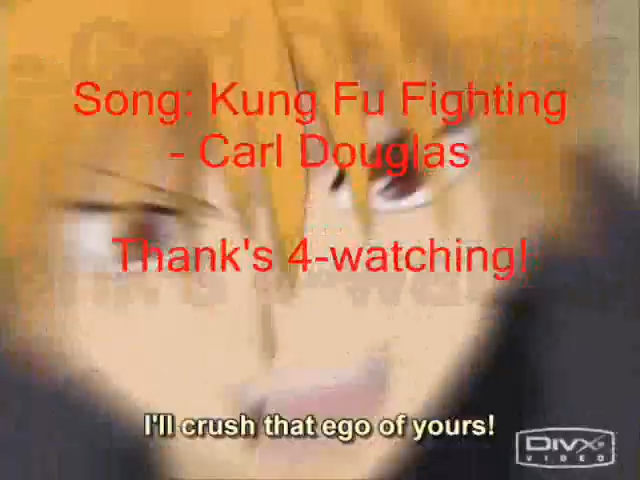 Song: Kung Fu Fighting
- Carl Douglas
Thank's 4-watching!
I'll crush that ego of yours!
DIVX
VIDEO